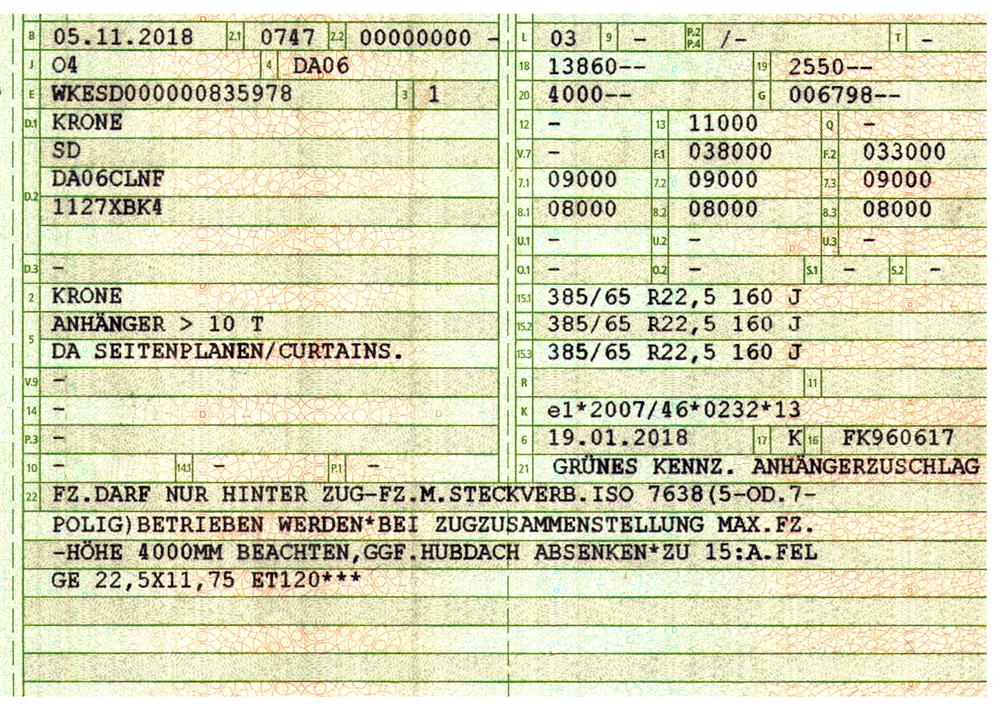 B 05.11.2018 2.1 0747 2.2 00000000 -
J O4 4 DA06
E WKESD000000835978 3 1
D.1 KRONE
SD
D.2 DA06CLNF
1127XBK4
D.3 -
2 KRONE
5 ANHÄNGER > 10 T
DA SEITENPLANEN/CURTAINS.
V.9 -
14 -
P.3 -
10 - 14.1 - P.1 -
L 03 9 - P.2 P.4 /- T -
18 13860-- 19 2550--
20 4000-- G 006798--
12 - 13 11000 Q -
V.7 - F.1 038000 F.2 033000
7.1 09000 7.2 09000 7.3 09000
8.1 08000 8.2 08000 8.3 08000
U.1 - U.2 - U.3 -
O.1 - O.2 - S.1 - S.2 -
15.1 385/65 R22,5 160 J
15.2 385/65 R22,5 160 J
15.3 385/65 R22,5 160 J
R 11
K e1*2007/46*0232*13
6 19.01.2018 17 K 16 FK960617
21 GRÜNES KENNZ. ANHÄNGERZUSCHLAG
22 FZ.DARF NUR HINTER ZUG-FZ.M.STECKVERB.ISO 7638(5-OD.7-
POLIG)BETRIEBEN WERDEN*BEI ZUGZUSAMMENSTELLUNG MAX.FZ.
-HÖHE 4000MM BEACHTEN,GGF.HUBDACH ABSENKEN*ZU 15:A.FEL
GE 22,5X11,75 ET120***